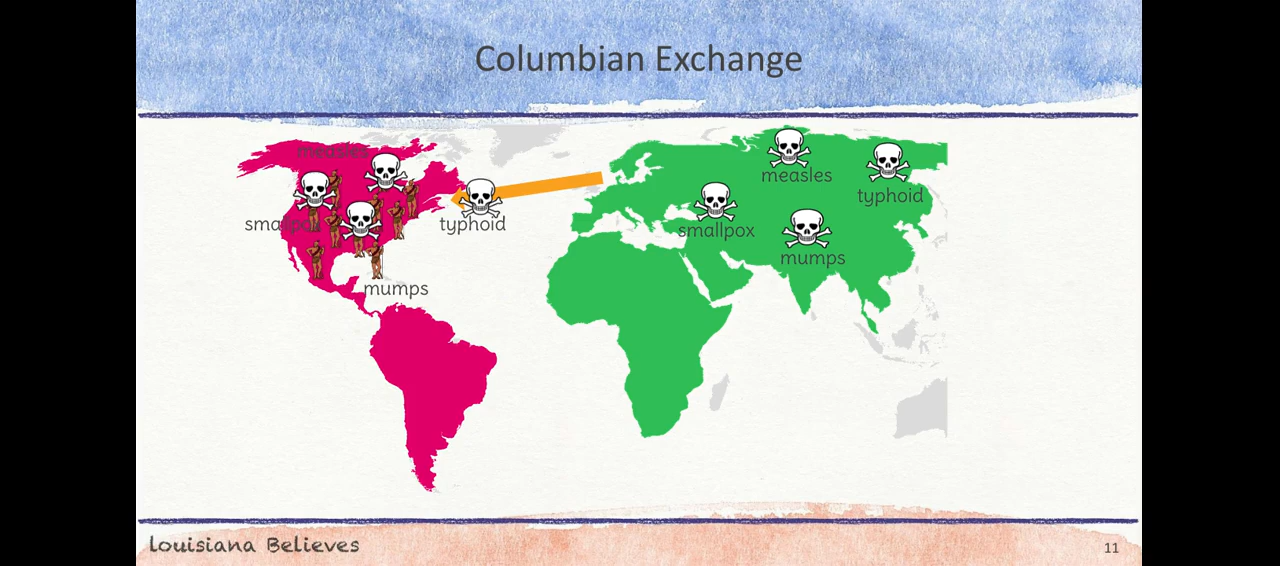 Columbian Exchange
measles
smallpox
typhoid
mumps
measles
typhoid
smallpox
mumps
Louisiana Believes
11